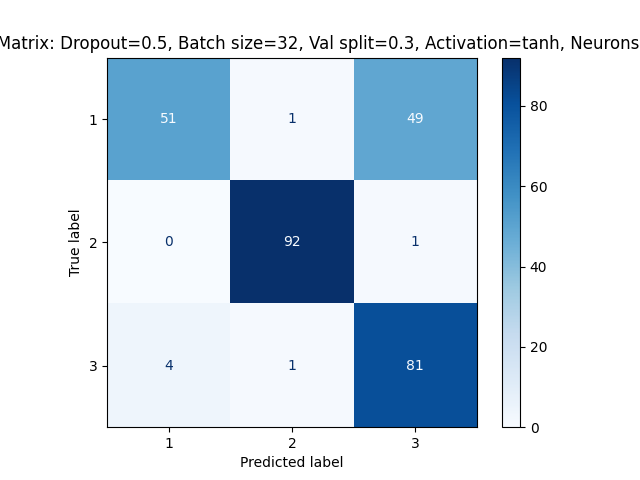 Matrix: Dropout=0.5, Batch size=32, Val split=0.3, Activation=tanh, Neurons
1 51 1 49
2 0 92 1
3 4 1 81
1 2 3
True label
Predicted label
80
60
40
20
0